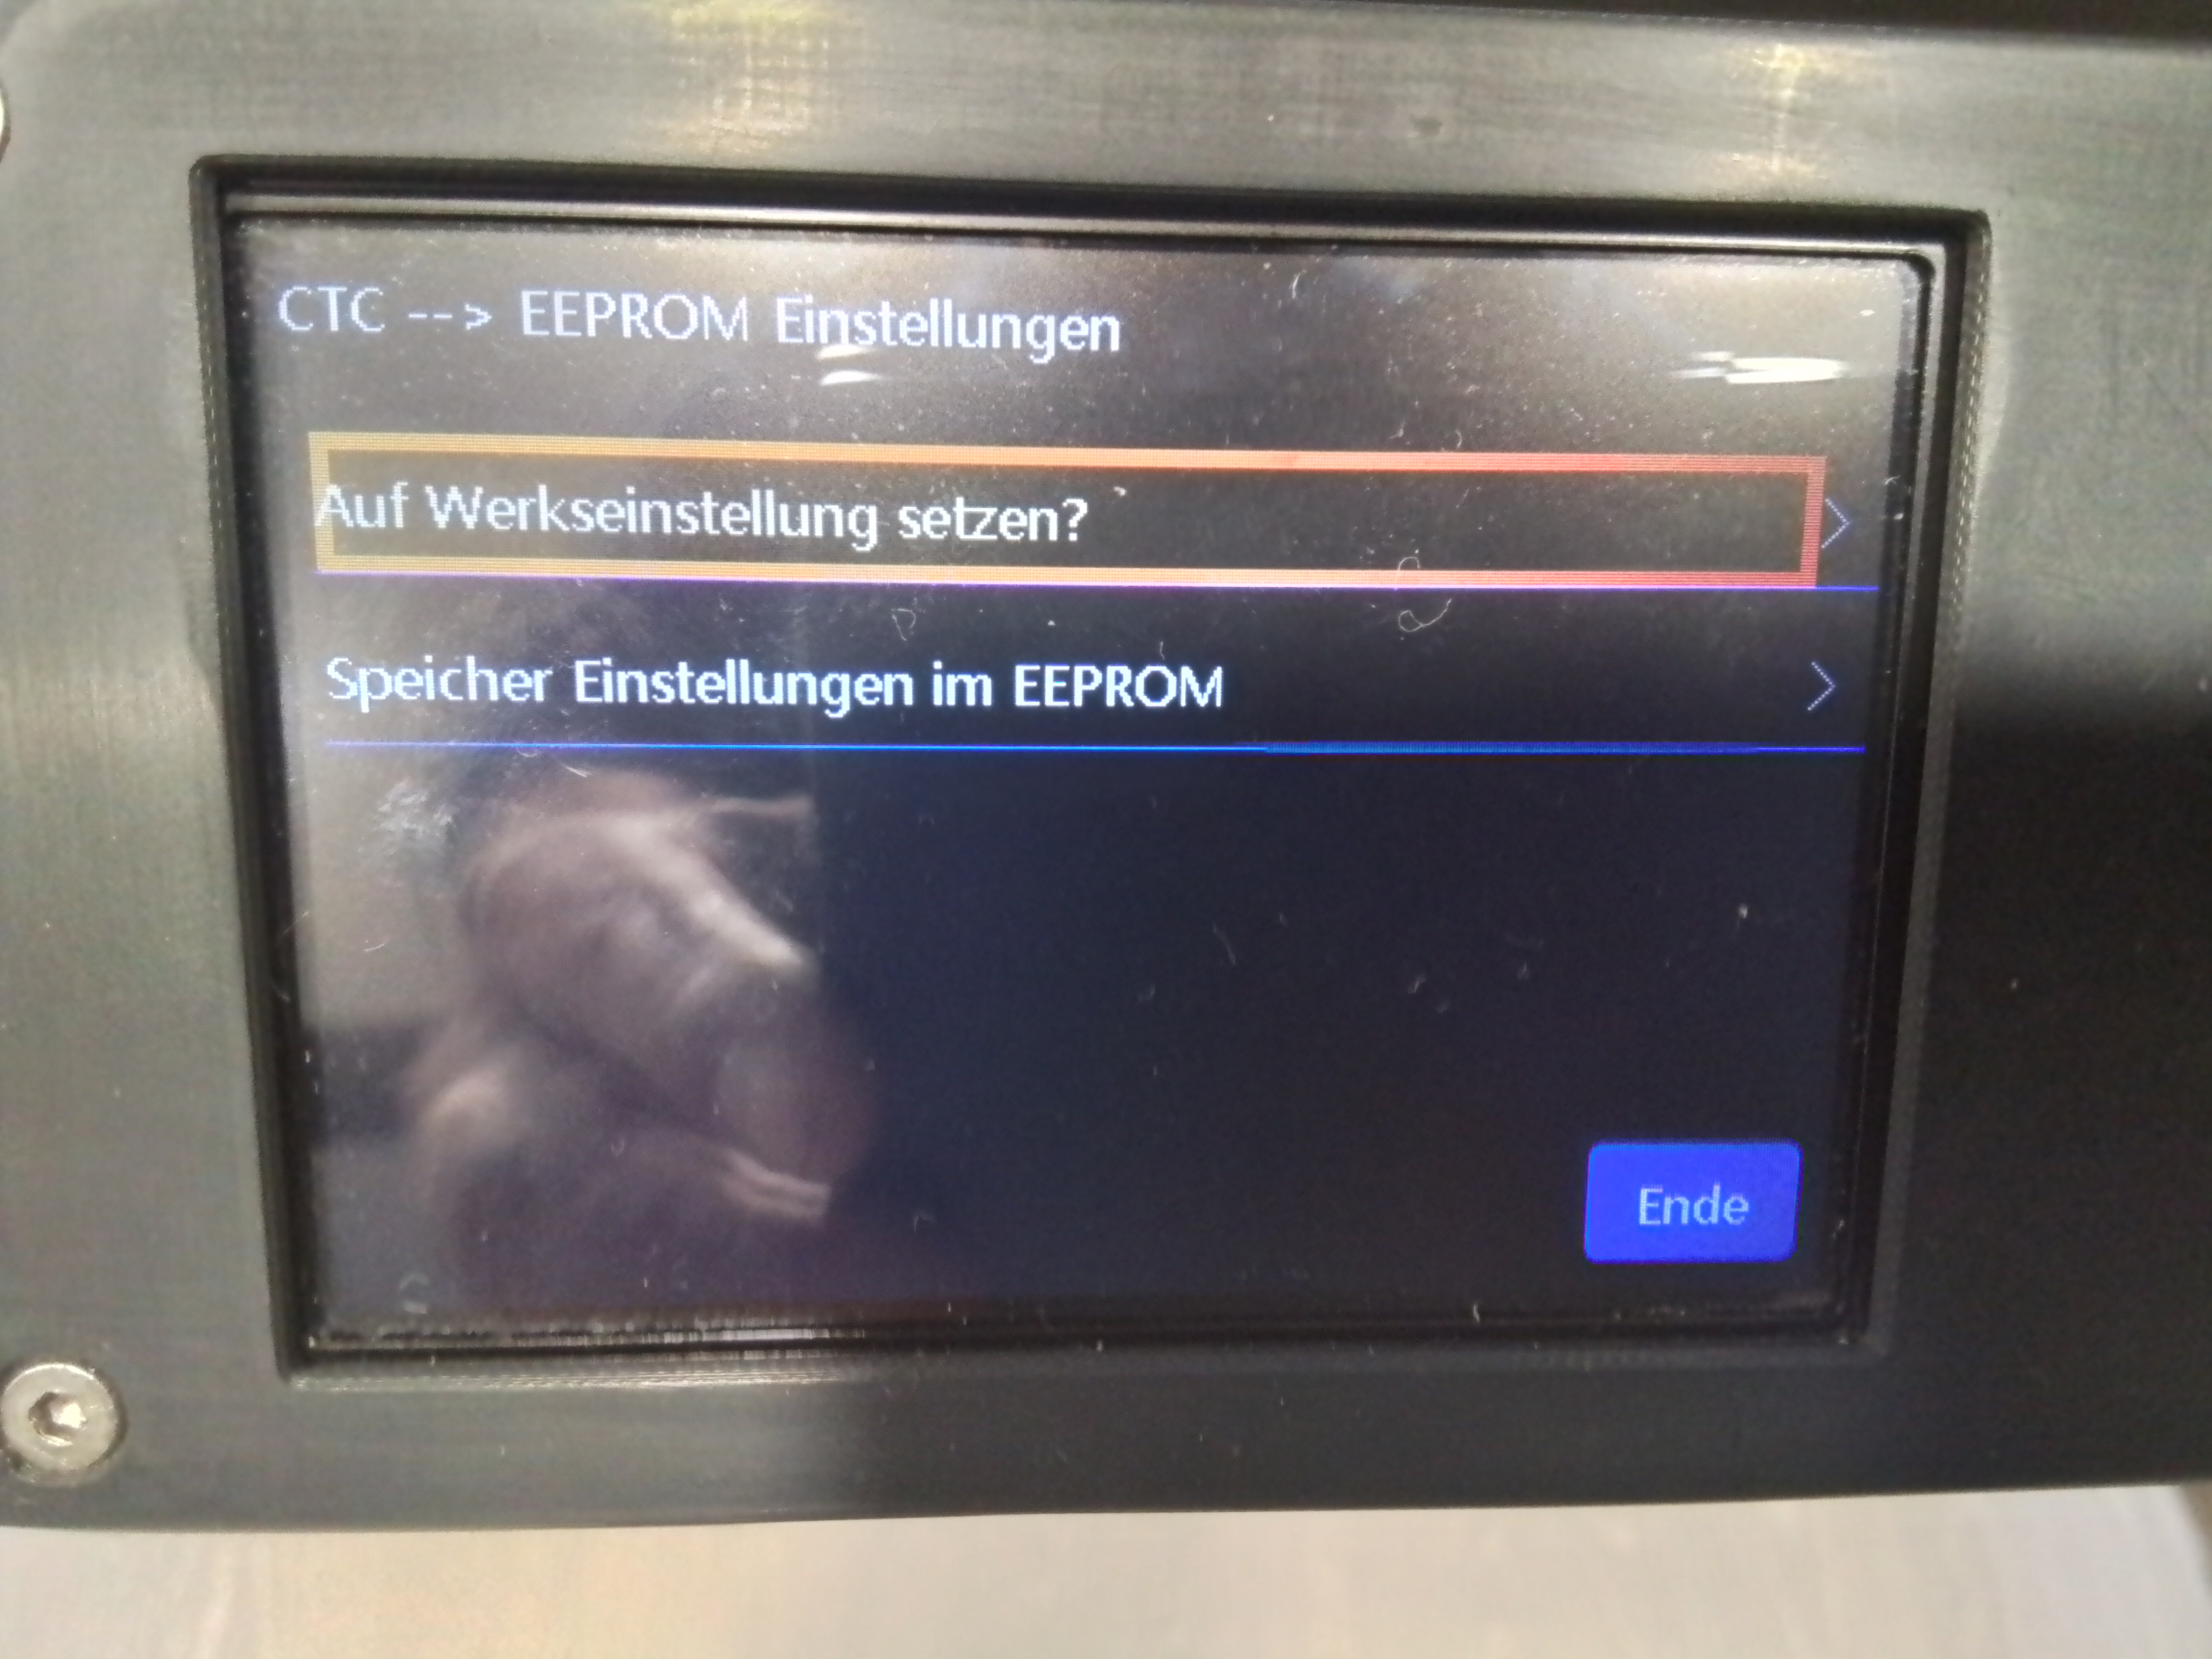 CTC --> EEPROM Einstellungen
Auf Werkseinstellung setzen?
Speicher Einstellungen im EEPROM
Ende